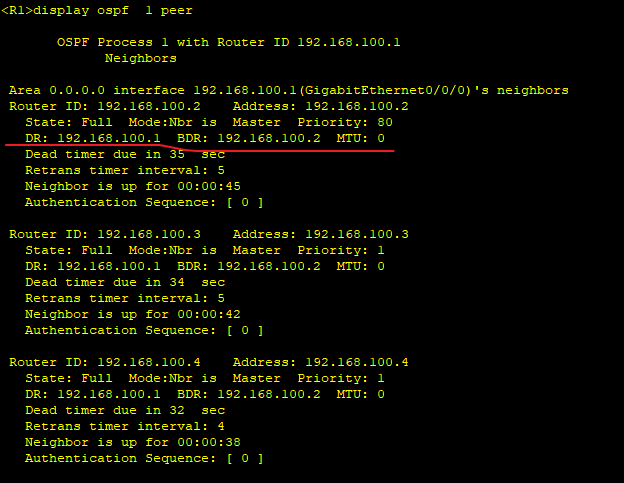 <R1>display ospf  1 peer
OSPF Process 1 with Router ID 192.168.100.1
Neighbors
Area 0.0.0.0 interface 192.168.100.1(GigabitEthernet0/0/0)'s neighbors
Router ID: 192.168.100.2    Address: 192.168.100.2
State: Full  Mode:Nbr is  Master  Priority: 80
DR: 192.168.100.1  BDR: 192.168.100.2  MTU: 0
Dead timer due in 35  sec
Retrans timer interval: 5
Neighbor is up for 00:00:45
Authentication Sequence: [ 0 ]
Router ID: 192.168.100.3    Address: 192.168.100.3
State: Full  Mode:Nbr is  Master  Priority: 1
DR: 192.168.100.1  BDR: 192.168.100.2  MTU: 0
Dead timer due in 34  sec
Retrans timer interval: 5
Neighbor is up for 00:00:42
Authentication Sequence: [ 0 ]
Router ID: 192.168.100.4    Address: 192.168.100.4
State: Full  Mode:Nbr is  Master  Priority: 1
DR: 192.168.100.1  BDR: 192.168.100.2  MTU: 0
Dead timer due in 32  sec
Retrans timer interval: 4
Neighbor is up for 00:00:38
Authentication Sequence: [ 0 ]